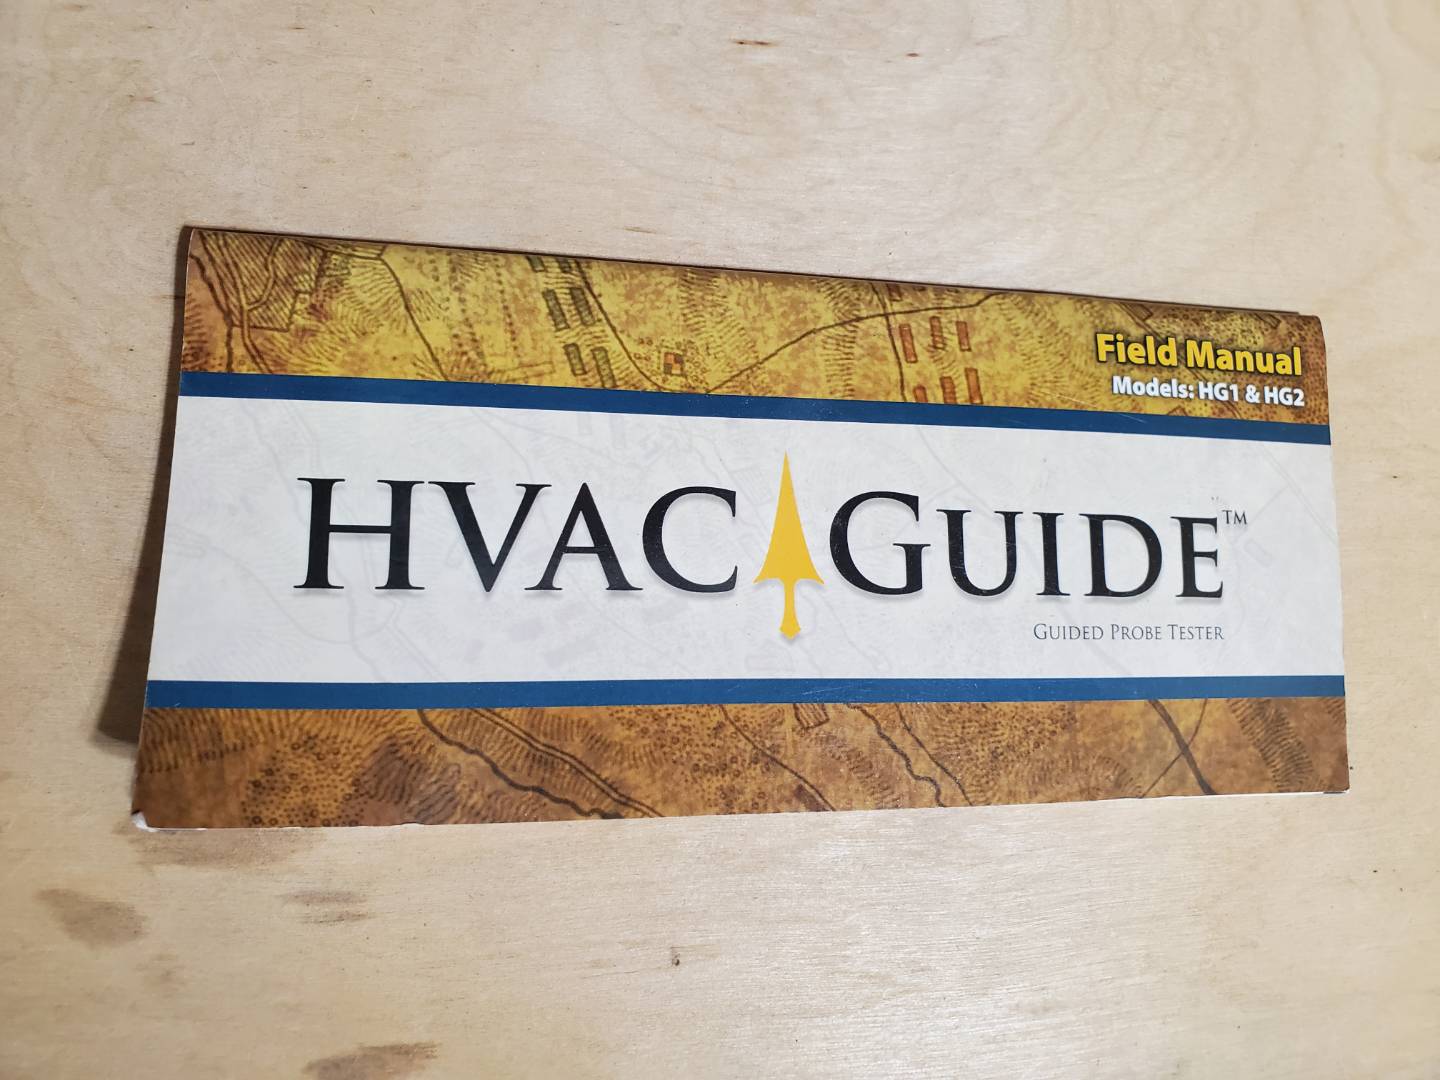 Field Manual
Models: HG1 & HG2
HVAC GUIDE™
GUIDED PROBE TESTER